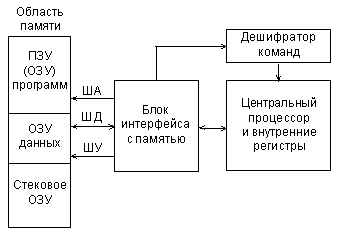 Область
памяти
ПЗУ
(ОЗУ)
программ
ОЗУ
данных
Стековое
ОЗУ
ША
ШД
ШУ
Блок
интерфейса
с памятью
Дешифратор
команд
Центральный
процессор
и внутренние
регистры